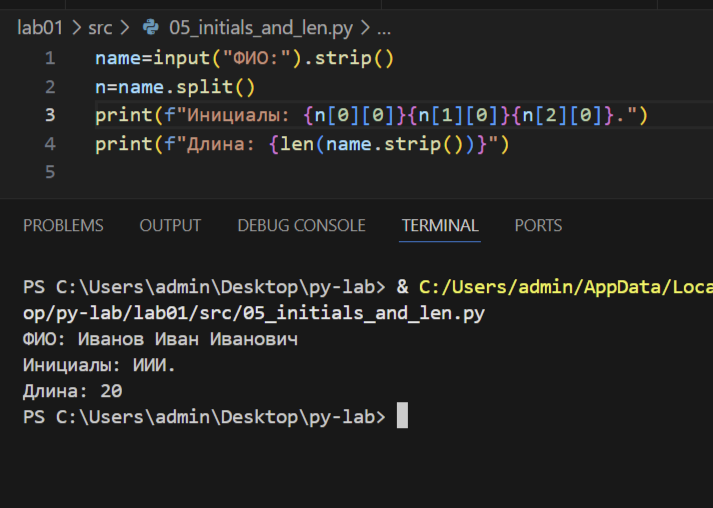 lab01 > src > 05_initials_and_len.py > ...
1 name=input("ФИО:").strip()
2 n=name.split()
3 print(f"Инициалы: {n[0][0]}{n[1][0]}{n[2][0]}.")
4 print(f"Длина: {len(name.strip())}")
5
PROBLEMS OUTPUT DEBUG CONSOLE TERMINAL PORTS
PS C:\Users\admin\Desktop\py-lab> & C:/Users/admin/AppData/Loca
op/py-lab/lab01/src/05_initials_and_len.py
ФИО: Иванов Иван Иванович
Инициалы: ИИИ.
Длина: 20
PS C:\Users\admin\Desktop\py-lab>